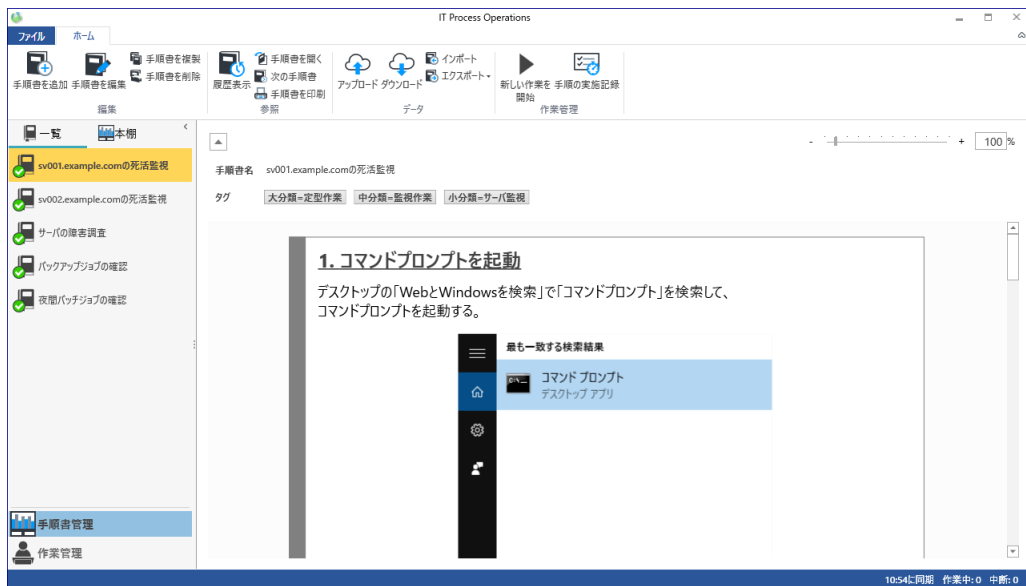 IT Process Operations
ファイル ホーム
手順書を追加 手順書を編集 手順書を複製 手順書を削除
編集
履歴表示 手順書を開く 次の手順書 手順書を印刷
参照
アップロード ダウンロード インポート エクスポート
データ
新しい作業を開始 手順の実施記録
作業管理
一覧 本棚
- + 100 %
sv001.example.comの死活監視
sv002.example.comの死活監視
サーバの障害調査
バックアップジョブの確認
夜間バッチジョブの確認
手順書名 sv001.example.comの死活監視
タグ 大分類=定型作業 中分類=監視作業 小分類=サーバ監視
1. コマンドプロンプトを起動
デスクトップの「WebとWindowsを検索」で「コマンドプロンプト」を検索して、
コマンドプロンプトを起動する。
最も一致する検索結果
コマンド プロンプト
デスクトップ アプリ
手順書管理
作業管理
10:54に同期 作業中: 0 中断: 0